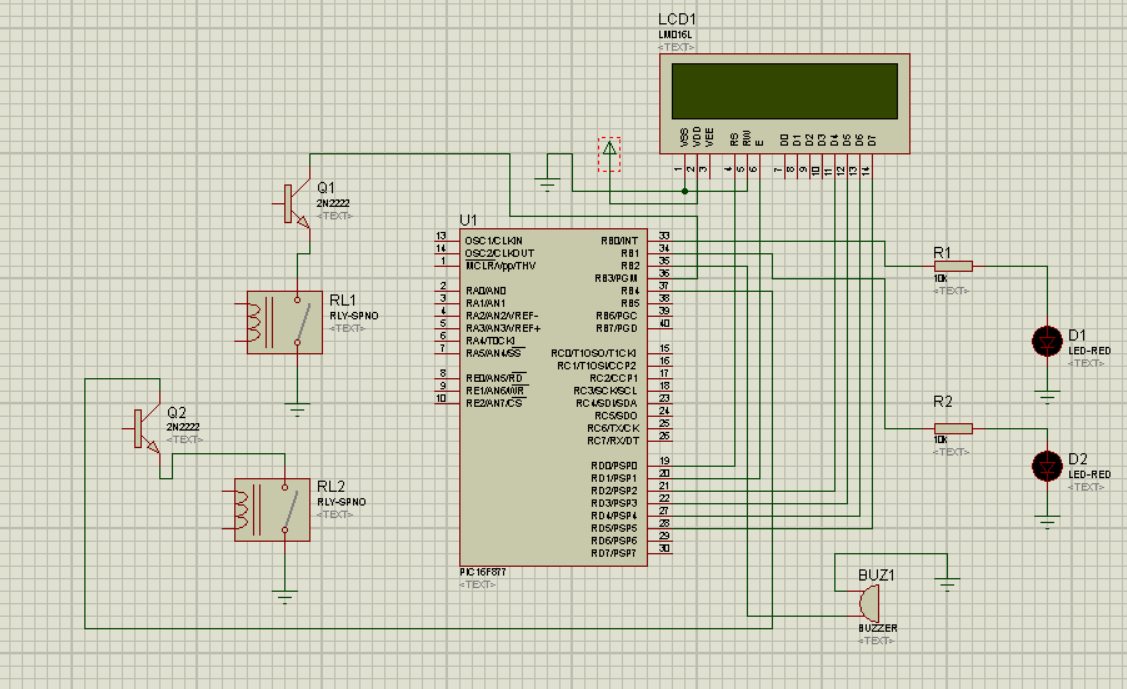 LCD1
LM016L
<TEXT>
VSS
VDD
VEE
RS
RW
E
D0
D1
D2
D3
D4
D5
D6
D7
1
2
3
4
5
6
7
8
9
10
11
12
13
14
Q1
2N2222
<TEXT>
RL1
RLY-SPNO
<TEXT>
Q2
2N2222
<TEXT>
RL2
RLY-SPNO
<TEXT>
U1
13 OSC1/CLKIN
14 OSC2/CLKOUT
1 MCLR/Vpp/THV
2 RA0/AN0
3 RA1/AN1
4 RA2/AN2/VREF-
5 RA3/AN3/VREF+
6 RA4/T0CKI
7 RA5/AN4/SS
8 RE0/AN5/RD
9 RE1/AN6/WR
10 RE2/AN7/CS
RB0/INT 33
RB1 34
RB2 35
RB3/PGM 36
RB4 37
RB5 38
RB6/PGC 39
RB7/PGD 40
RC0/T1OSO/T1CKI 15
RC1/T1OSI/CCP2 16
RC2/CCP1 17
RC3/SCK/SCL 18
RC4/SDI/SDA 23
RC5/SDO 24
RC6/TX/CK 25
RC7/RX/DT 26
RD0/PSP0 19
RD1/PSP1 20
RD2/PSP2 21
RD3/PSP3 22
RD4/PSP4 27
RD5/PSP5 28
RD6/PSP6 29
RD7/PSP7 30
PIC16F877
<TEXT>
R1
10k
<TEXT>
D1
LED-RED
<TEXT>
R2
10k
<TEXT>
D2
LED-RED
<TEXT>
BUZ1
BUZZER
<TEXT>